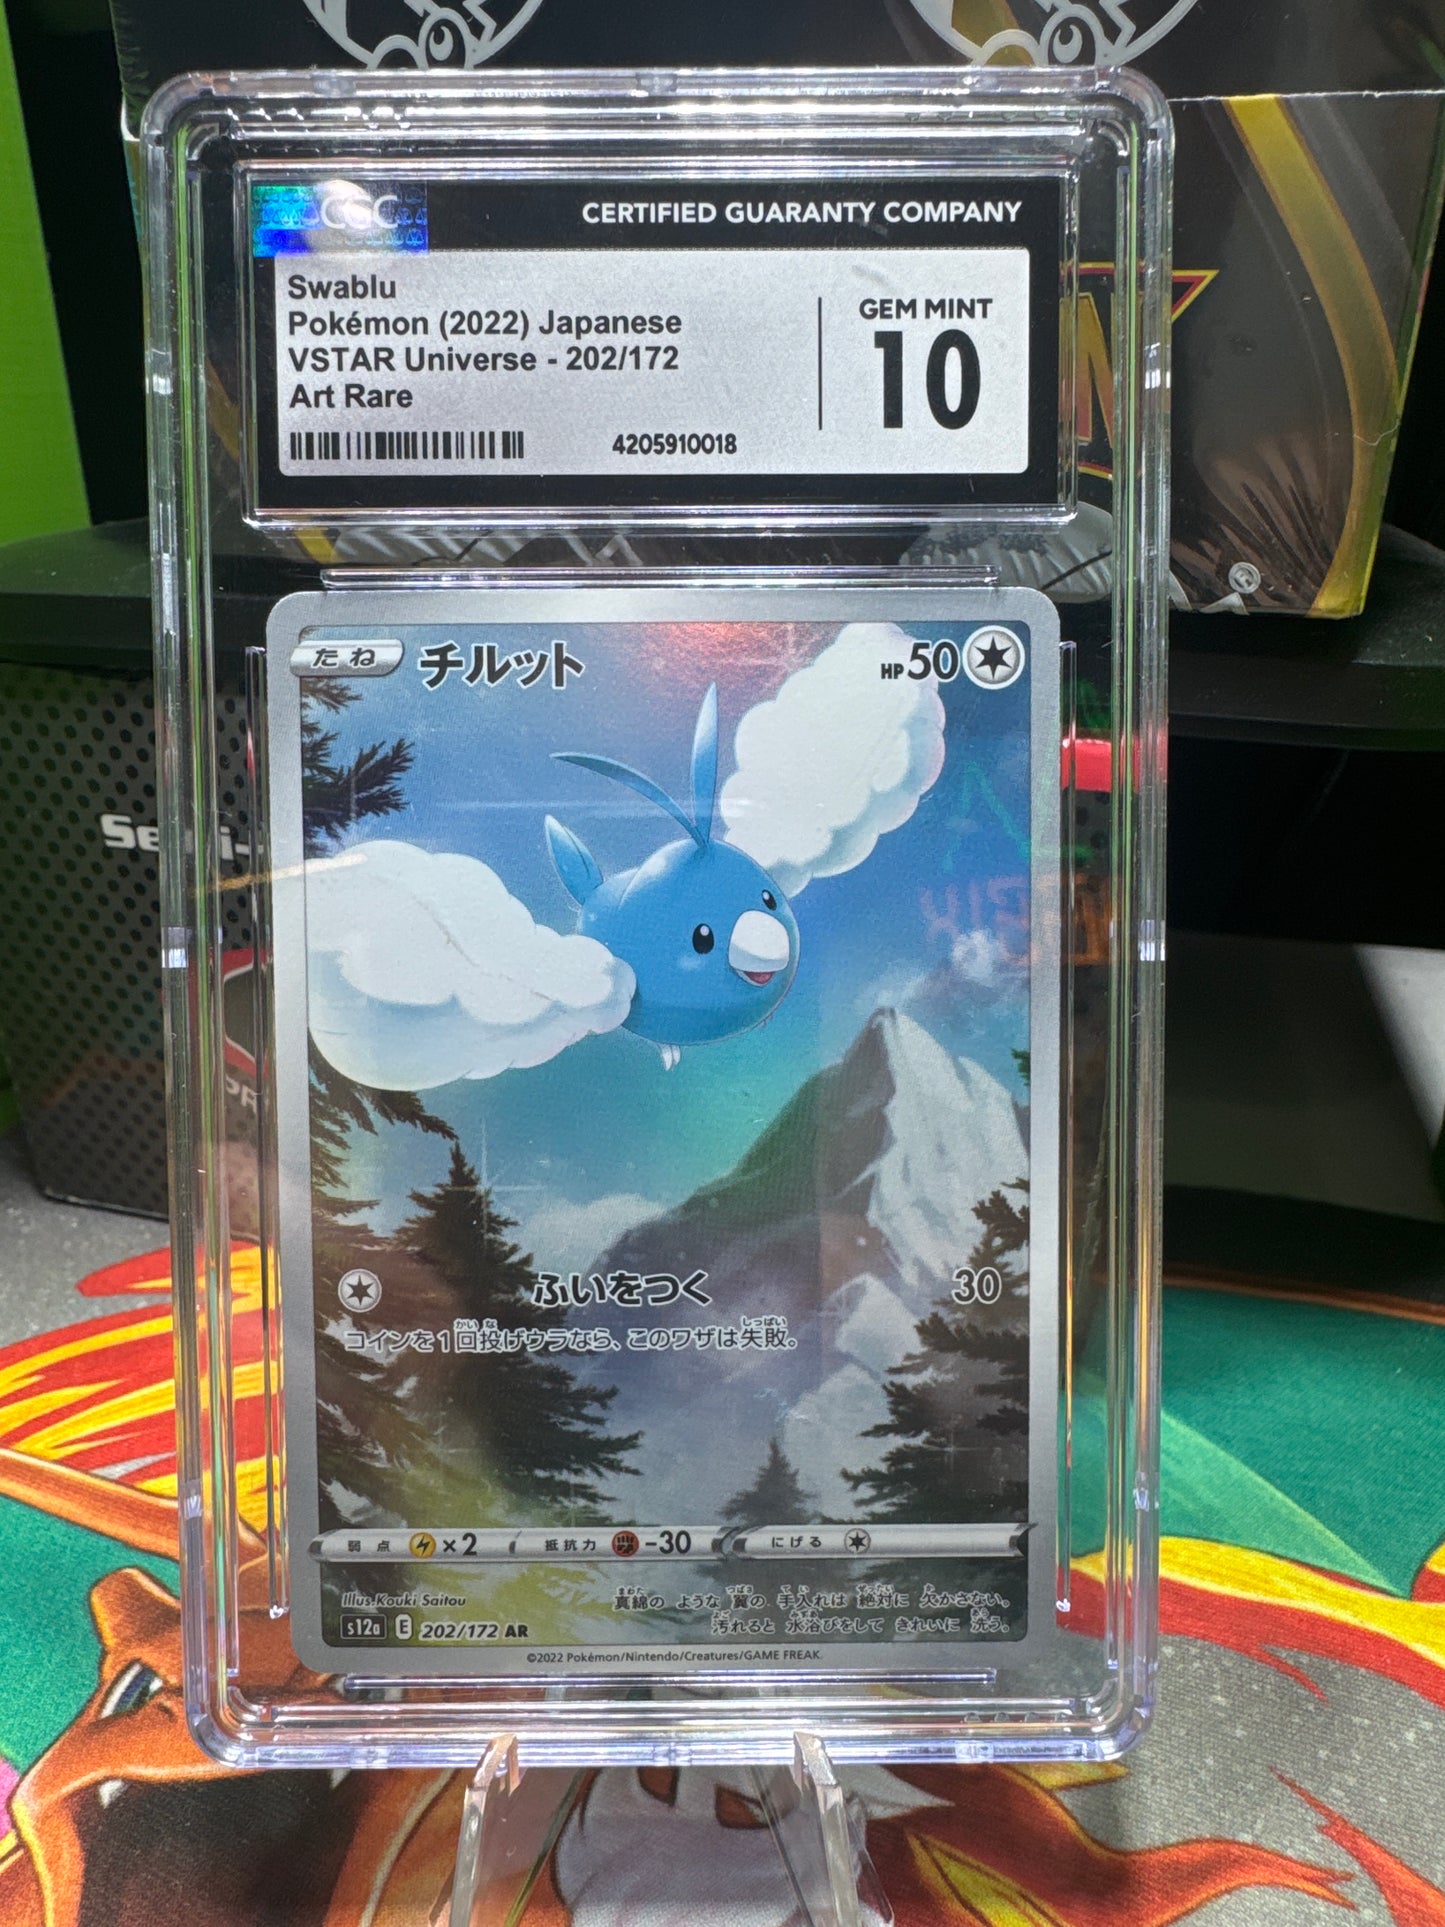 CGC
CERTIFIED GUARANTY COMPANY
Swablu
Pokémon (2022) Japanese
VSTAR Universe - 202/172
Art Rare
GEM MINT
10
4205910018
たね
チルット
HP50
ふいをつく 30
コインを1回投げウラなら、このワザは失敗。
弱点 ×2 抵抗力 -30 にげる
Illus.Kouki Saitou
真綿の ような 翼の 手入れは 絶対に 欠かさない。
汚れると 水浴びをして きれいに 洗う。
s12a E 202/172 AR
©2022 Pokémon/Nintendo/Creatures/GAME FREAK.